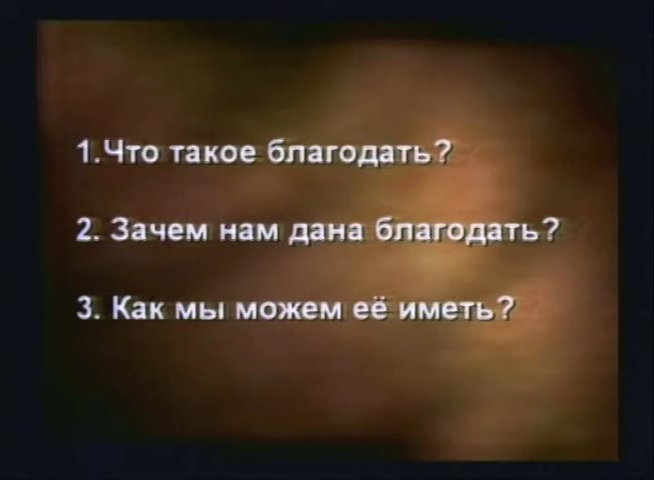 1.Что такое благодать?
2. Зачем нам дана благодать?
3. Как мы можем её иметь?